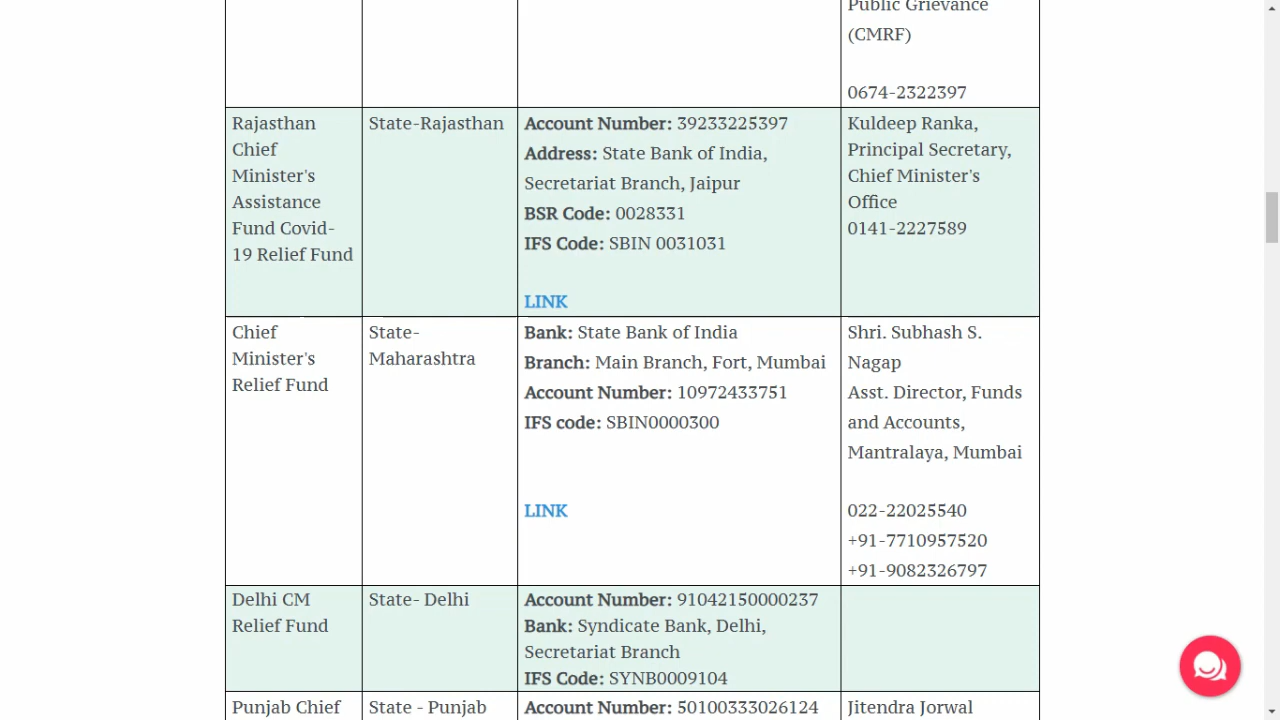 Public Grievance
(CMRF)
0674-2322397
Rajasthan
Chief
Minister's
Assistance
Fund Covid-
19 Relief Fund
State-Rajasthan
Account Number: 39233225397
Address: State Bank of India,
Secretariat Branch, Jaipur
BSR Code: 0028331
IFS Code: SBIN 0031031
LINK
Kuldeep Ranka,
Principal Secretary,
Chief Minister's
Office
0141-2227589
Chief
Minister's
Relief Fund
State-
Maharashtra
Bank: State Bank of India
Branch: Main Branch, Fort, Mumbai
Account Number: 10972433751
IFS code: SBIN0000300
LINK
Shri. Subhash S.
Nagap
Asst. Director, Funds
and Accounts,
Mantralaya, Mumbai
022-22025540
+91-7710957520
+91-9082326797
Delhi CM
Relief Fund
State- Delhi
Account Number: 91042150000237
Bank: Syndicate Bank, Delhi,
Secretariat Branch
IFS Code: SYNB0009104
Punjab Chief
State - Punjab
Account Number: 50100333026124
Jitendra Jorwal